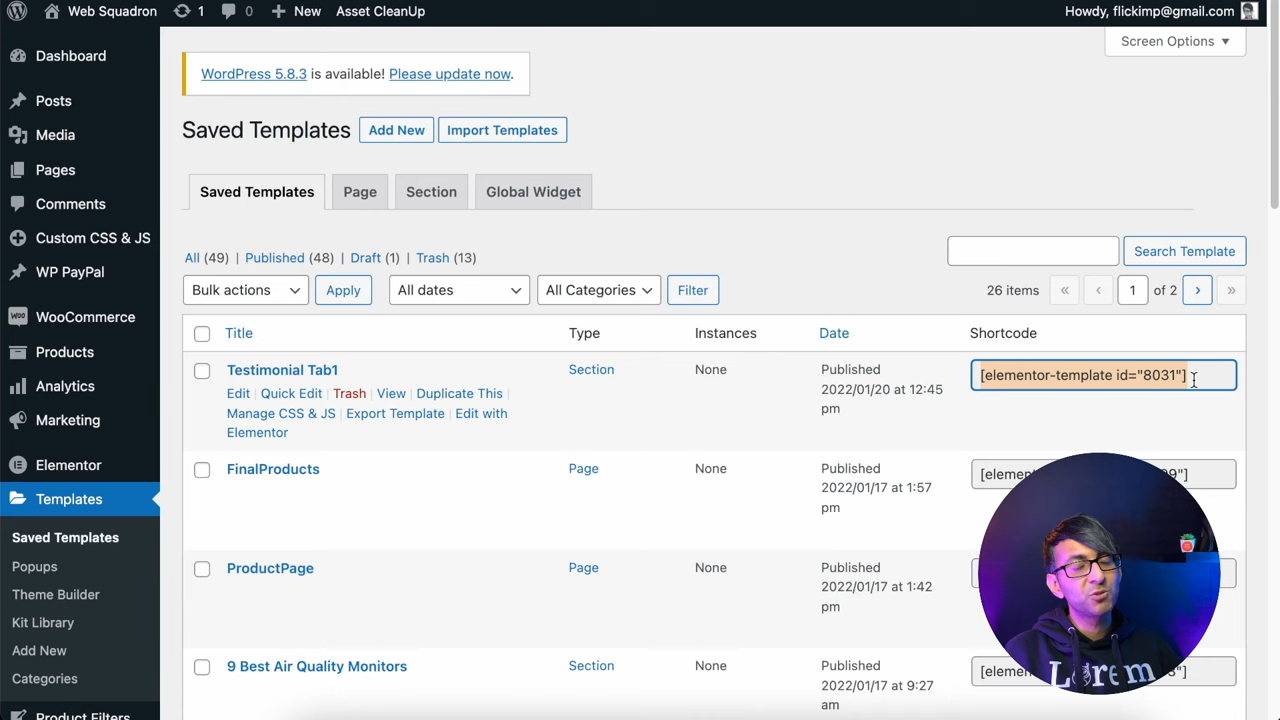 Web Squadron
1
0
New
Asset CleanUp
Howdy, flickimp@gmail.com
Screen Options
Dashboard
Posts
Media
Pages
Comments
Custom CSS & JS
WP PayPal
WooCommerce
Products
Analytics
Marketing
Elementor
Templates
Saved Templates
Popups
Theme Builder
Kit Library
Add New
Categories
Product Filters
WordPress 5.8.3 is available! Please update now.
Saved Templates
Add New
Import Templates
Saved Templates
Page
Section
Global Widget
All (49) | Published (48) | Draft (1) | Trash (13)
Search Template
Bulk actions
Apply
All dates
All Categories
Filter
26 items
«
‹
1
of 2
›
»
Title
Type
Instances
Date
Shortcode
Testimonial Tab1
Edit | Quick Edit | Trash | View | Duplicate This |
Manage CSS & JS | Export Template | Edit with
Elementor
Section
None
Published
2022/01/20 at 12:45
pm
[elementor-template id="8031"]
FinalProducts
Page
None
Published
2022/01/17 at 1:57
pm
ProductPage
Page
None
Published
2022/01/17 at 1:42
pm
9 Best Air Quality Monitors
Section
None
Published
2022/01/17 at 9:27
am
Lorem